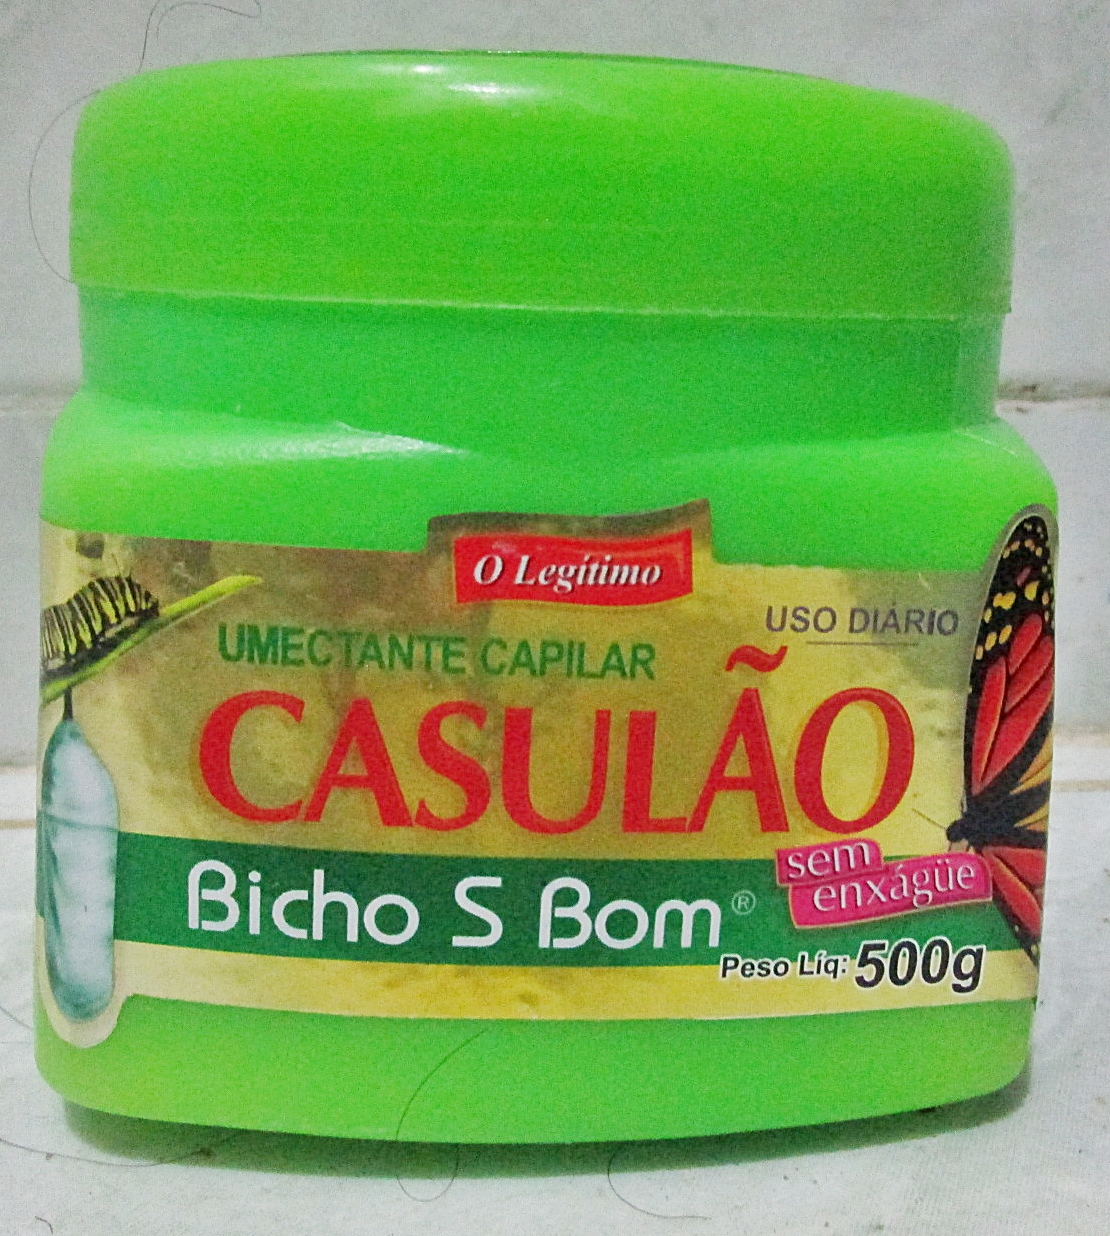 O Legítimo
USO DIÁRIO
UMECTANTE CAPILAR
CASULÃO
sem
enxágüe
Bicho S Bom®
Peso Líq: 500g